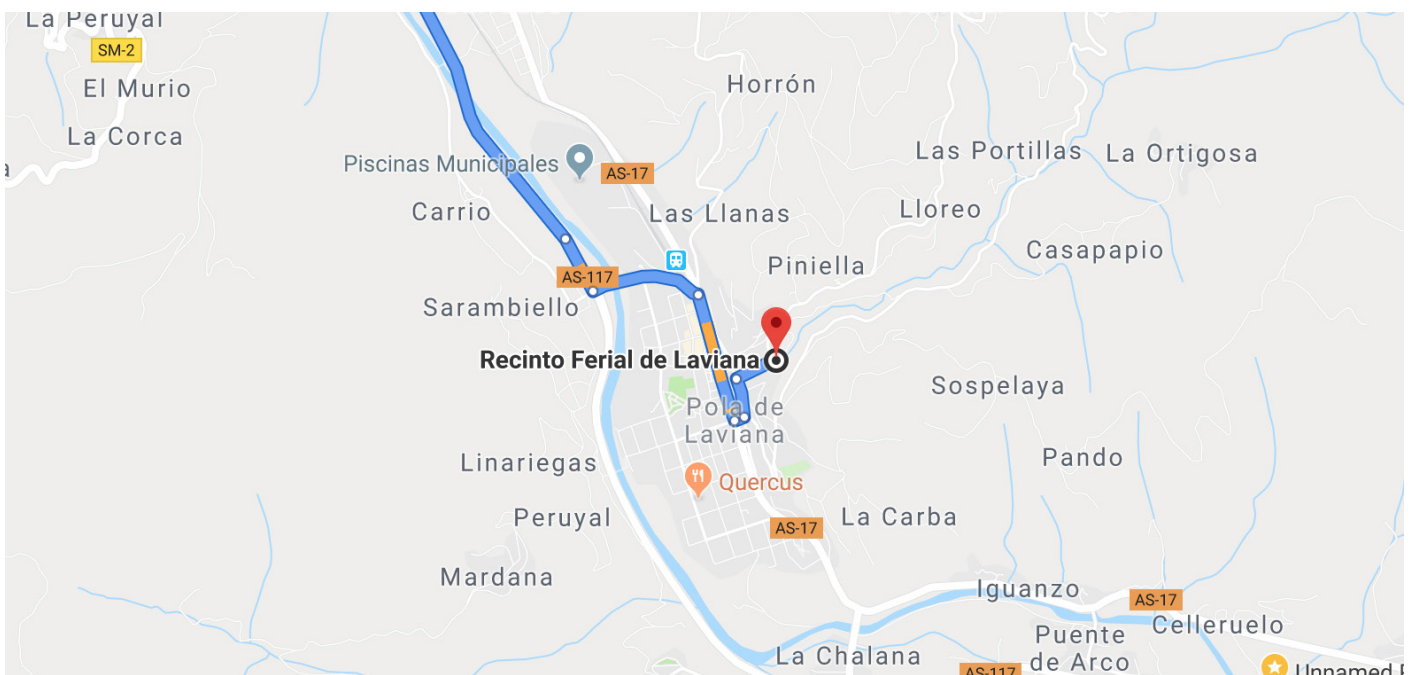 La Peruyal
SM-2
El Murio
La Corca
a
Horrón
Piscinas Municipales
AS-17
Las Portillas
La Ortigosa
Carrio
Las Llanas
Lloreo
Casapapio
Piniella
AS-117
Sarambiello
Recinto Ferial de Laviana
Sospelaya
Pola de
Laviana
Linariegas
Quercus
Pando
Peruyal
AS-17
La Carba
Mardana
Iguanzo
AS-17
Puente
de Arco
Celleruelo
La Chalana
AS-117
Unnamed